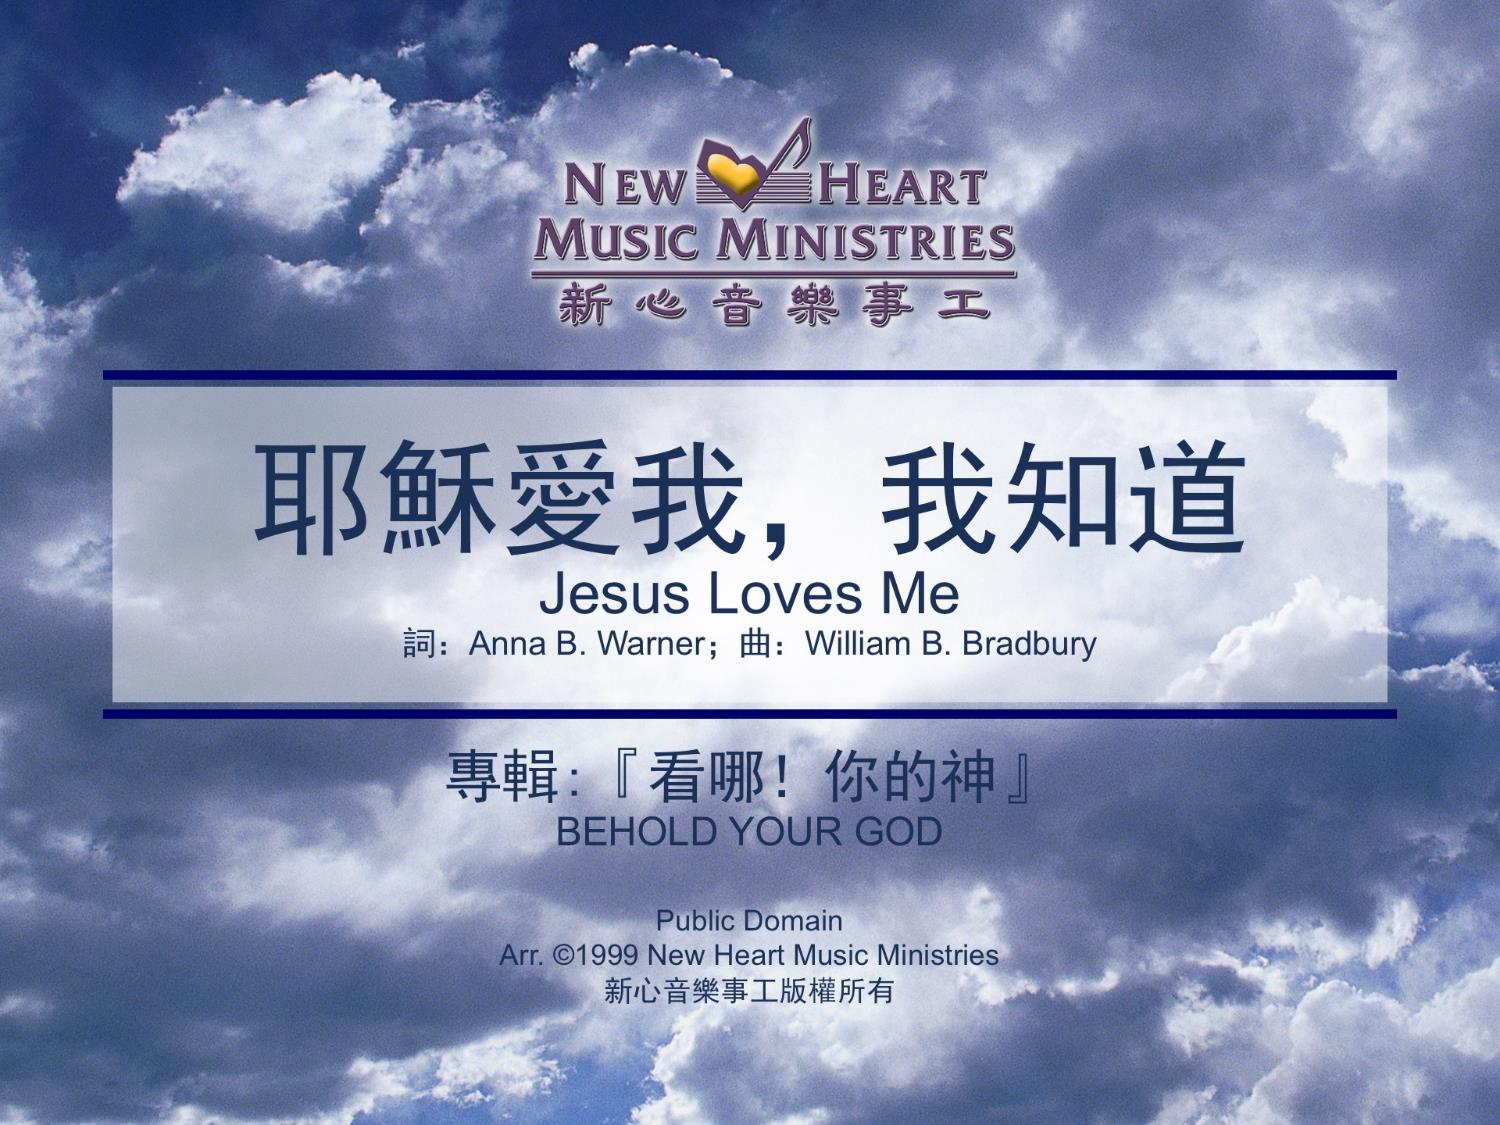 NEW HEART
MUSIC MINISTRIES
新心音樂事工
耶穌愛我，我知道
Jesus Loves Me
詞：Anna B. Warner；曲：William B. Bradbury
專輯:『看哪！你的神』
BEHOLD YOUR GOD
Public Domain
Arr. ©1999 New Heart Music Ministries
新心音樂事工版權所有